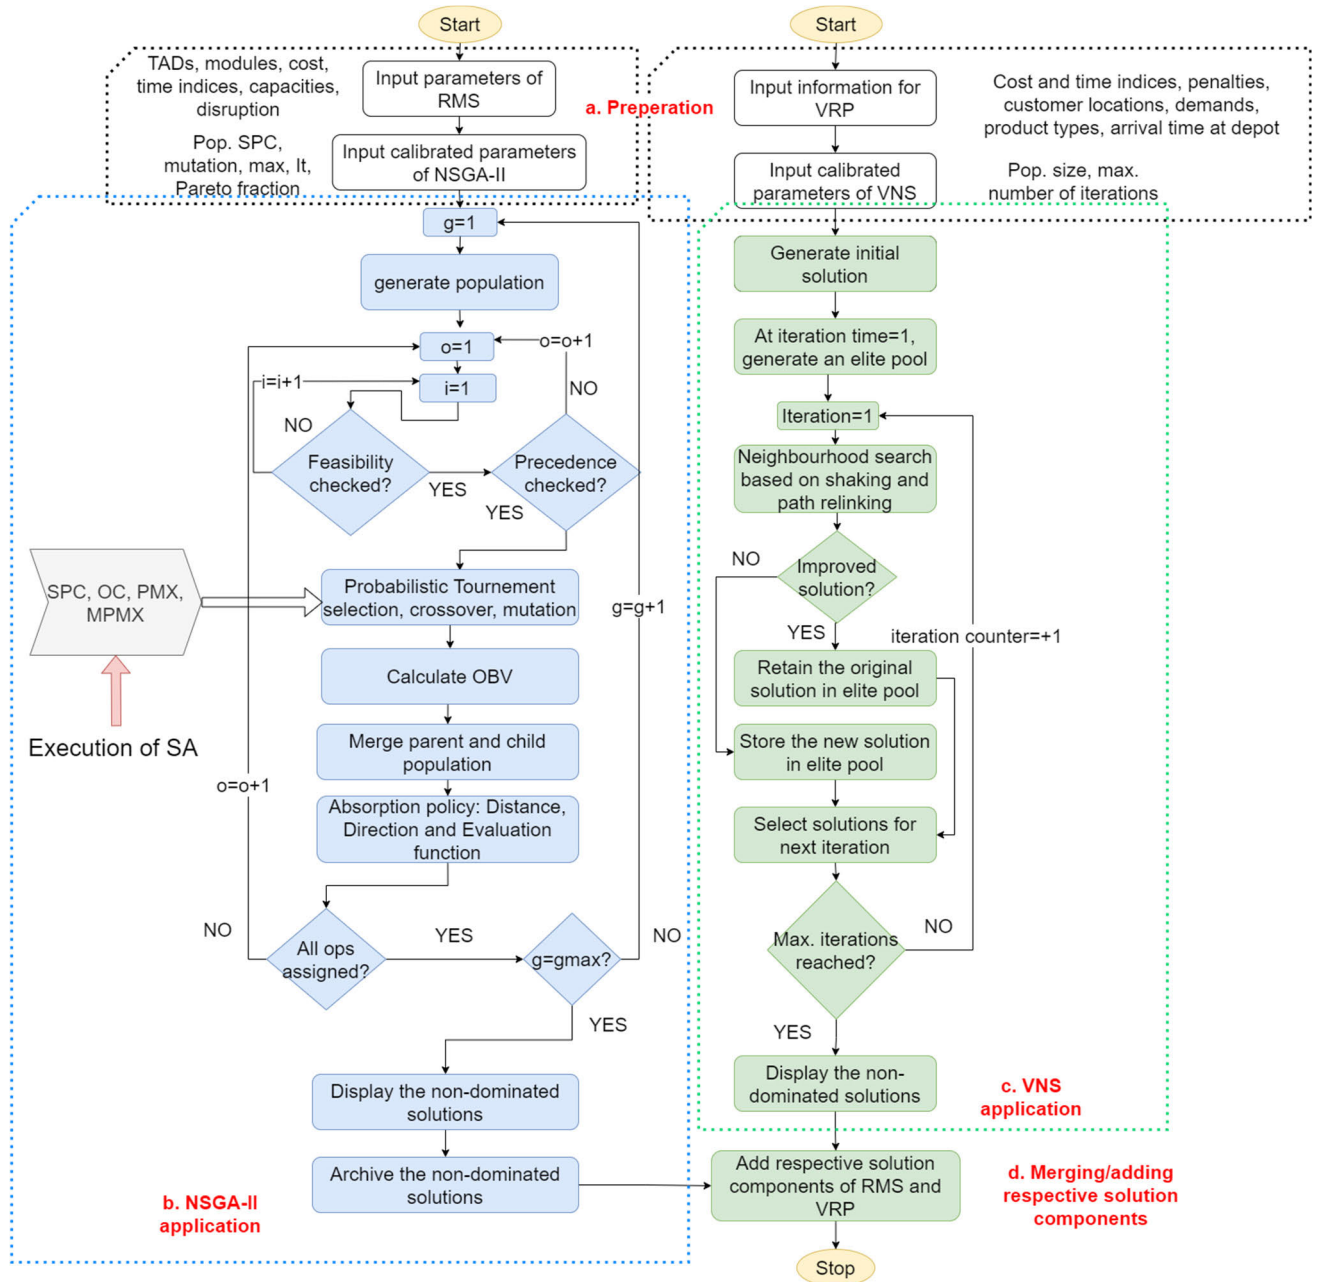 Start
TADs, modules, cost,
time indices, capacities,
disruption
Pop. SPC,
mutation, max, It,
Pareto fraction
Input parameters of
RMS
Input calibrated parameters
of NSGA-II
a. Preperation
g=1
generate population
o=1
o=o+1
i=i+1
i=1
NO
NO
Feasibility
checked?
YES
Precedence
checked?
YES
SPC, OC, PMX,
MPMX
Execution of SA
Probabilistic Tournement
selection, crossover, mutation
g=g+1
Calculate OBV
Merge parent and child
population
o=o+1
Absorption policy: Distance,
Direction and Evaluation
function
NO
All ops
assigned?
YES
g=gmax?
NO
YES
Display the non-dominated
solutions
Archive the non-dominated
solutions
b. NSGA-II
application
Start
Input information for
VRP
Cost and time indices, penalties,
customer locations, demands,
product types, arrival time at depot
Input calibrated
parameters of VNS
Pop. size, max.
number of iterations
Generate initial
solution
At iteration time=1,
generate an elite pool
Iteration=1
Neighbourhood search
based on shaking and
path relinking
NO
Improved
solution?
YES
iteration counter=+1
Retain the original
solution in elite pool
Store the new solution
in elite pool
Select solutions for
next iteration
Max. iterations
reached?
NO
YES
Display the non-
dominated solutions
c. VNS
application
Add respective solution
components of RMS and
VRP
d. Merging/adding
respective solution
components
Stop